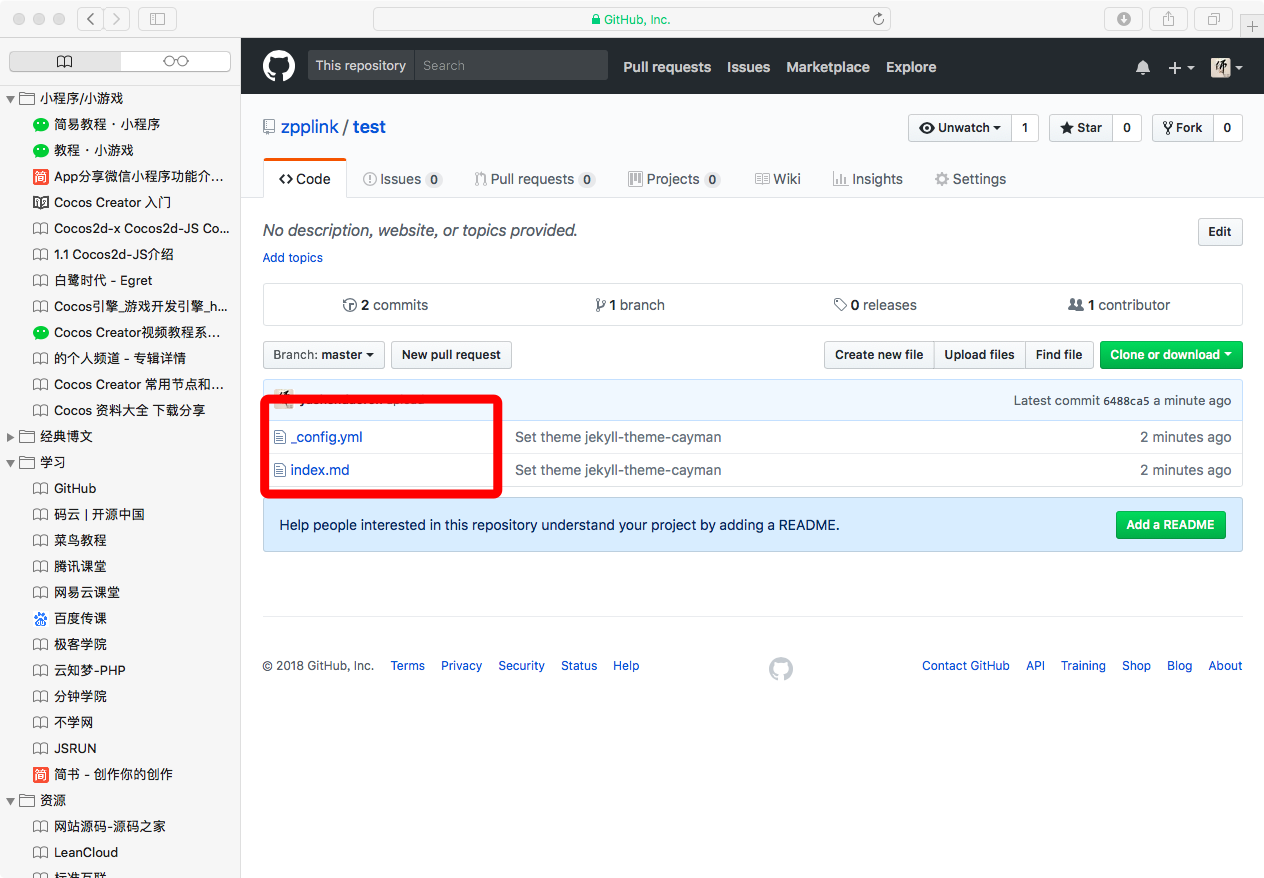 GitHub, Inc.
小程序/小游戏
简易教程 · 小程序
教程 · 小游戏
App分享微信小程序功能介...
Cocos Creator 入门
Cocos2d-x Cocos2d-JS Co...
1.1 Cocos2d-JS介绍
白鹭时代 - Egret
Cocos引擎_游戏开发引擎_h...
Cocos Creator视频教程系...
的个人频道 - 专辑详情
Cocos Creator 常用节点和...
Cocos 资料大全 下载分享
经典博文
学习
GitHub
码云 | 开源中国
菜鸟教程
腾讯课堂
网易云课堂
百度传课
极客学院
云知梦-PHP
分钟学院
不学网
JSRUN
简书 - 创作你的创作
资源
网站源码-源码之家
LeanCloud
标准互联
This repository Search Pull requests Issues Marketplace Explore
zpplink / test Unwatch 1 Star 0 Fork 0
Code Issues 0 Pull requests 0 Projects 0 Wiki Insights Settings
No description, website, or topics provided. Edit
Add topics
2 commits 1 branch 0 releases 1 contributor
Branch: master New pull request Create new file Upload files Find file Clone or download
Latest commit 6488ca5 a minute ago
_config.yml Set theme jekyll-theme-cayman 2 minutes ago
index.md Set theme jekyll-theme-cayman 2 minutes ago
Help people interested in this repository understand your project by adding a README. Add a README
© 2018 GitHub, Inc. Terms Privacy Security Status Help Contact GitHub API Training Shop Blog About